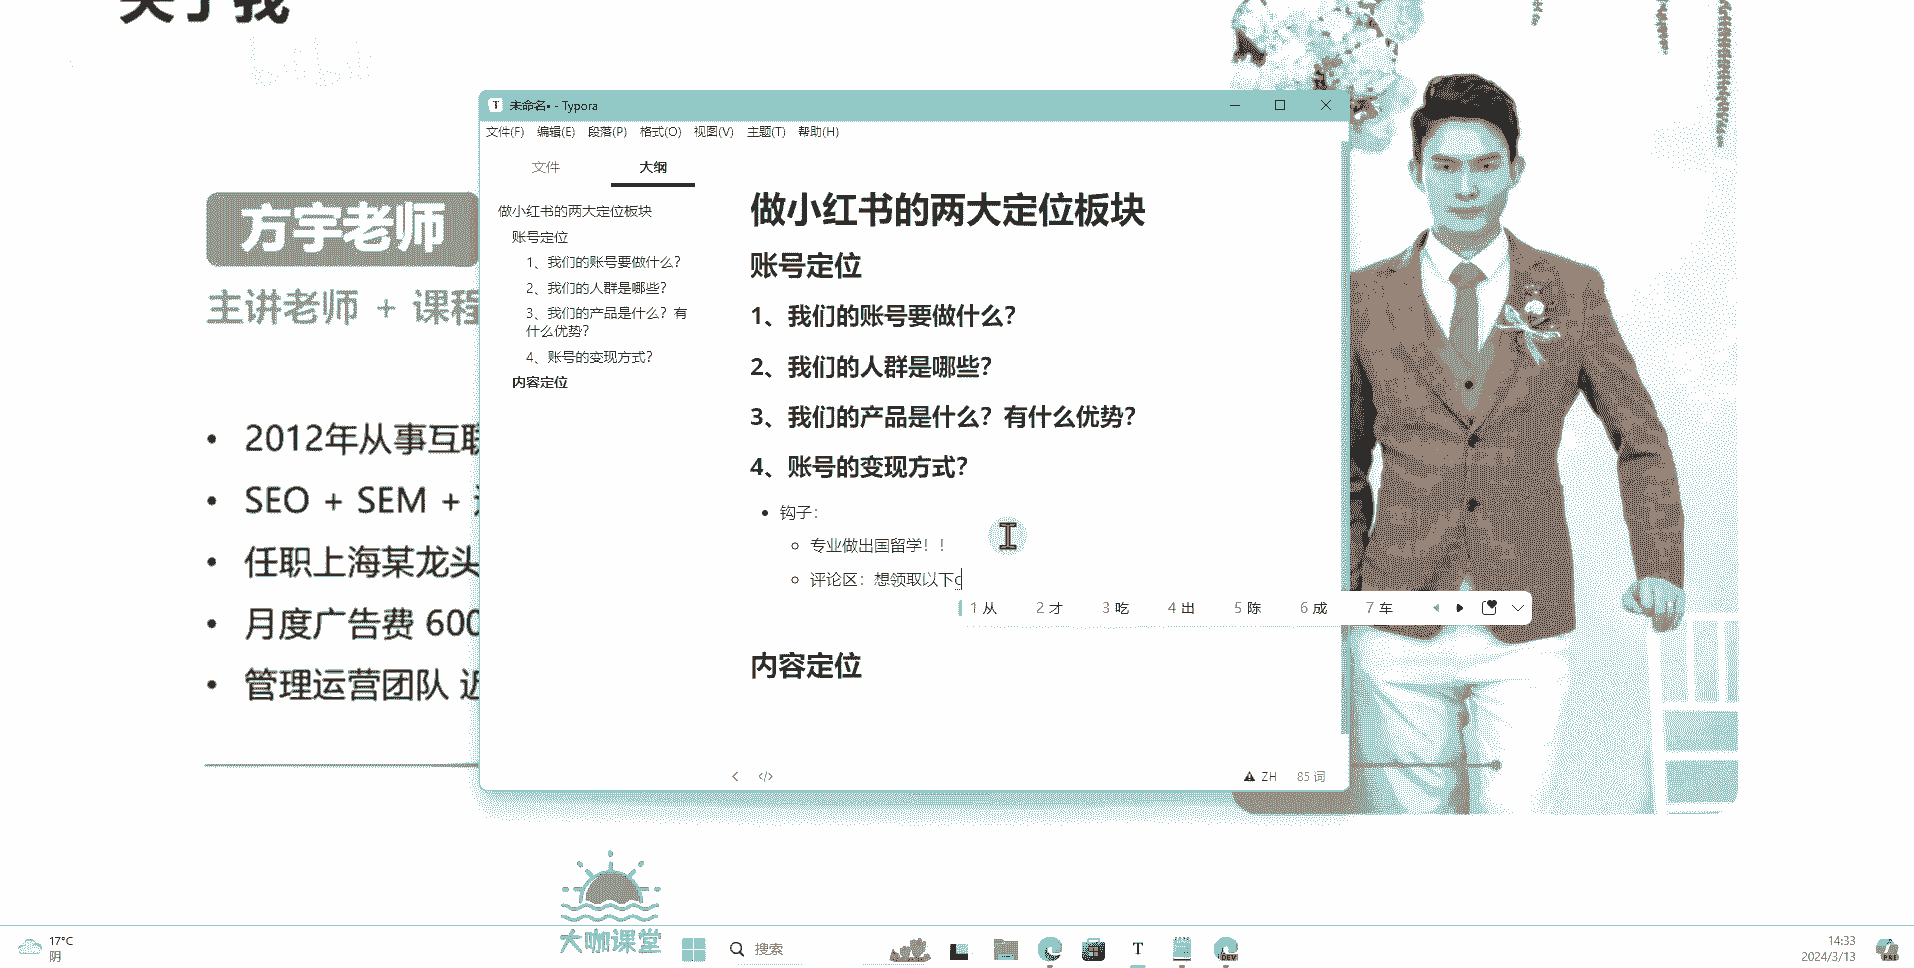 关于我
bilibili
未命名• - Typora
文件(F) 编辑(E) 段落(P) 格式(O) 视图(V) 主题(T) 帮助(H)
文件 大纲
做小红书的两大定位板块
账号定位
1、我们的账号要做什么？
2、我们的人群是哪些？
3、我们的产品是什么？有
什么优势？
4、账号的变现方式？
内容定位
做小红书的两大定位板块
账号定位
1、我们的账号要做什么？
2、我们的人群是哪些？
3、我们的产品是什么？有什么优势？
4、账号的变现方式？
• 钩子：
专业做出国留学！！
评论区：想领取以下c
1 从 2 才 3 吃 4 出 5 陈 6 成 7 车
内容定位
ZH 85 词
方宇老师
主讲老师 + 课程
• 2012年从事互联
• SEO + SEM +
• 任职上海某龙头
• 月度广告费 600
• 管理运营团队 近
大咖课堂
17°C
阴
搜索
T
DEV
14:33
2024/3/13
PRE